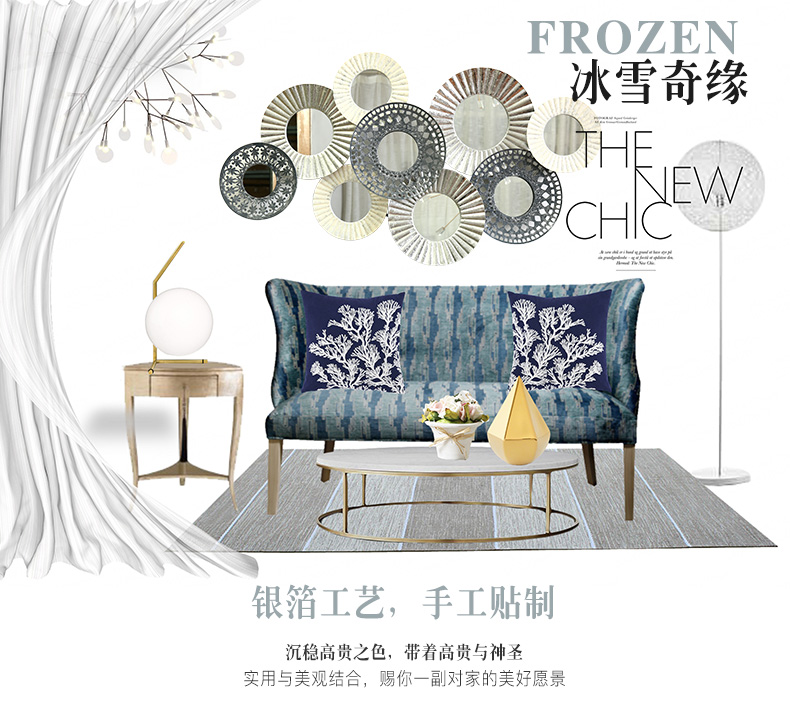 FROZEN
冰雪奇缘
THE
NEW
CHIC
银箔工艺，手工贴制
沉稳高贵之色，带着高贵与神圣
实用与美观结合，赐你一副对家的美好愿景